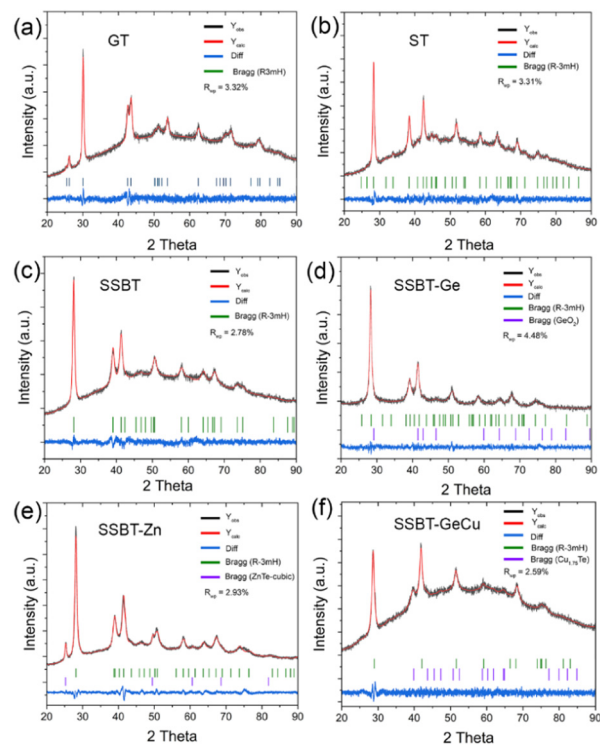 (a)
GT
Yobs
Ycalc
Diff
Bragg (R3mH)
Rwp = 3.32%
Intensity (a.u.)
20 30 40 50 60 70 80 90
2 Theta
(b)
ST
Yobs
Ycalc
Diff
Bragg (R-3mH)
Rwp = 3.31%
Intensity (a.u.)
20 30 40 50 60 70 80 90
2 Theta
(c)
SSBT
Yobs
Ycalc
Diff
Bragg (R-3mH)
Rwp = 2.78%
Intensity (a.u.)
20 30 40 50 60 70 80 90
2 Theta
(d)
SSBT-Ge
Yobs
Ycalc
Diff
Bragg (R-3mH)
Bragg (GeO2)
Rwp = 4.48%
Intensity (a.u.)
20 30 40 50 60 70 80 90
2 Theta
(e)
SSBT-Zn
Yobs
Ycalc
Diff
Bragg (R-3mH)
Bragg (ZnTe-cubic)
Rwp = 2.93%
Intensity (a.u.)
20 30 40 50 60 70 80 90
2 Theta
(f)
SSBT-GeCu
Yobs
Ycalc
Diff
Bragg (R-3mH)
Bragg (Cu1.75Te)
Rwp = 2.59%
Intensity (a.u.)
20 30 40 50 60 70 80 90
2 Theta